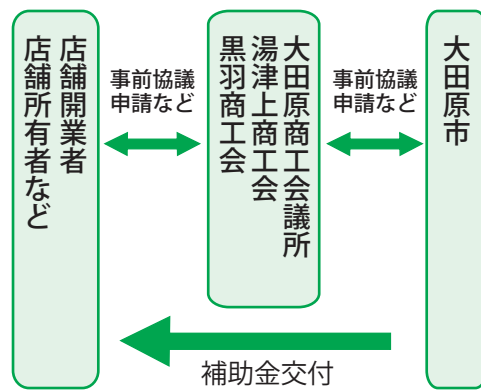 店舗開業者
店舗所有者など
事前協議
申請など
大田原商工会議所
湯津上商工会
黒羽商工会
事前協議
申請など
大田原市
補助金交付